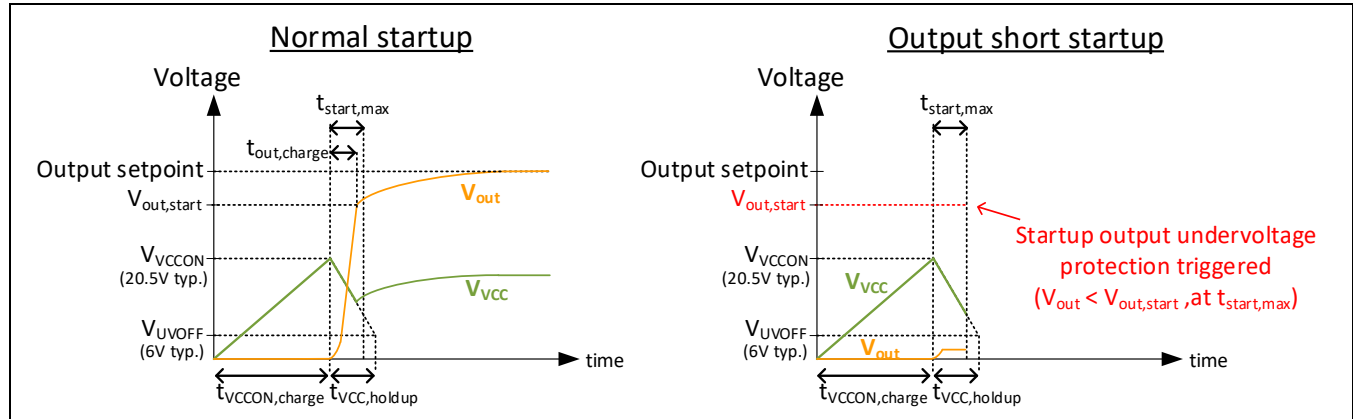 Normal startup
Voltage
t_start,max
t_out,charge
Output setpoint
V_out,start
V_out
V_VCCON
(20.5V typ.)
V_VCC
V_UVOFF
(6V typ.)
time
t_VCCON,charge
t_VCC,holdup
Output short startup
Voltage
t_start,max
Output setpoint
V_out,start
Startup output undervoltage
protection triggered
(V_out < V_out,start ,at t_start,max)
V_VCCON
(20.5V typ.)
V_VCC
V_UVOFF
(6V typ.)
V_out
time
t_VCCON,charge
t_VCC,holdup